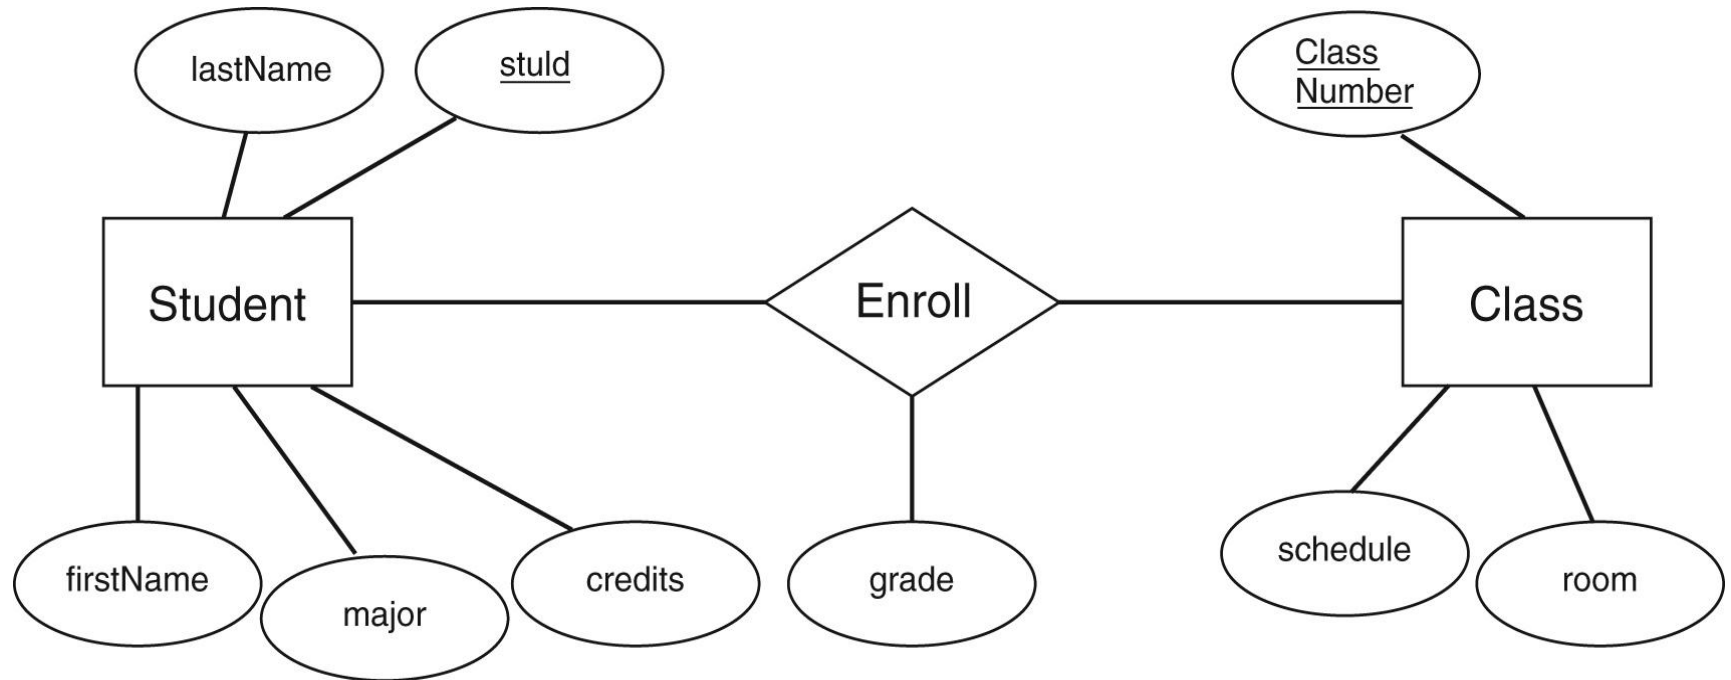 lastName
stuId
Class
Number
Student
Enroll
Class
firstName
major
credits
grade
schedule
room